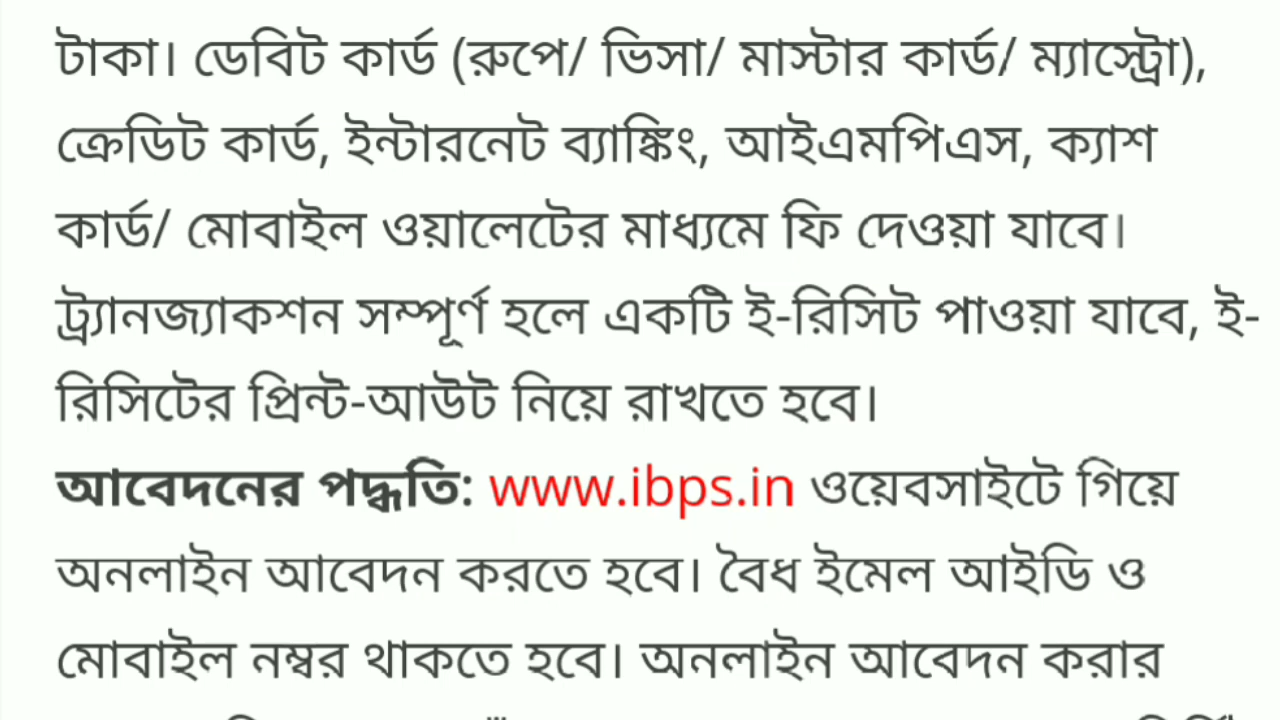 টাকা। ডেবিট কার্ড (রুপে/ ভিসা/ মাস্টার কার্ড/ ম্যাস্ট্রো),
ক্রেডিট কার্ড, ইন্টারনেট ব্যাঙ্কিং, আইএমপিএস, ক্যাশ
কার্ড/ মোবাইল ওয়ালেটের মাধ্যমে ফি দেওয়া যাবে।
ট্র্যানজ্যাকশন সম্পূর্ণ হলে একটি ই-রিসিট পাওয়া যাবে, ই-
রিসিটের প্রিন্ট-আউট নিয়ে রাখতে হবে।
আবেদনের পদ্ধতি: www.ibps.in ওয়েবসাইটে গিয়ে
অনলাইন আবেদন করতে হবে। বৈধ ইমেল আইডি ও
মোবাইল নম্বর থাকতে হবে। অনলাইন আবেদন করার